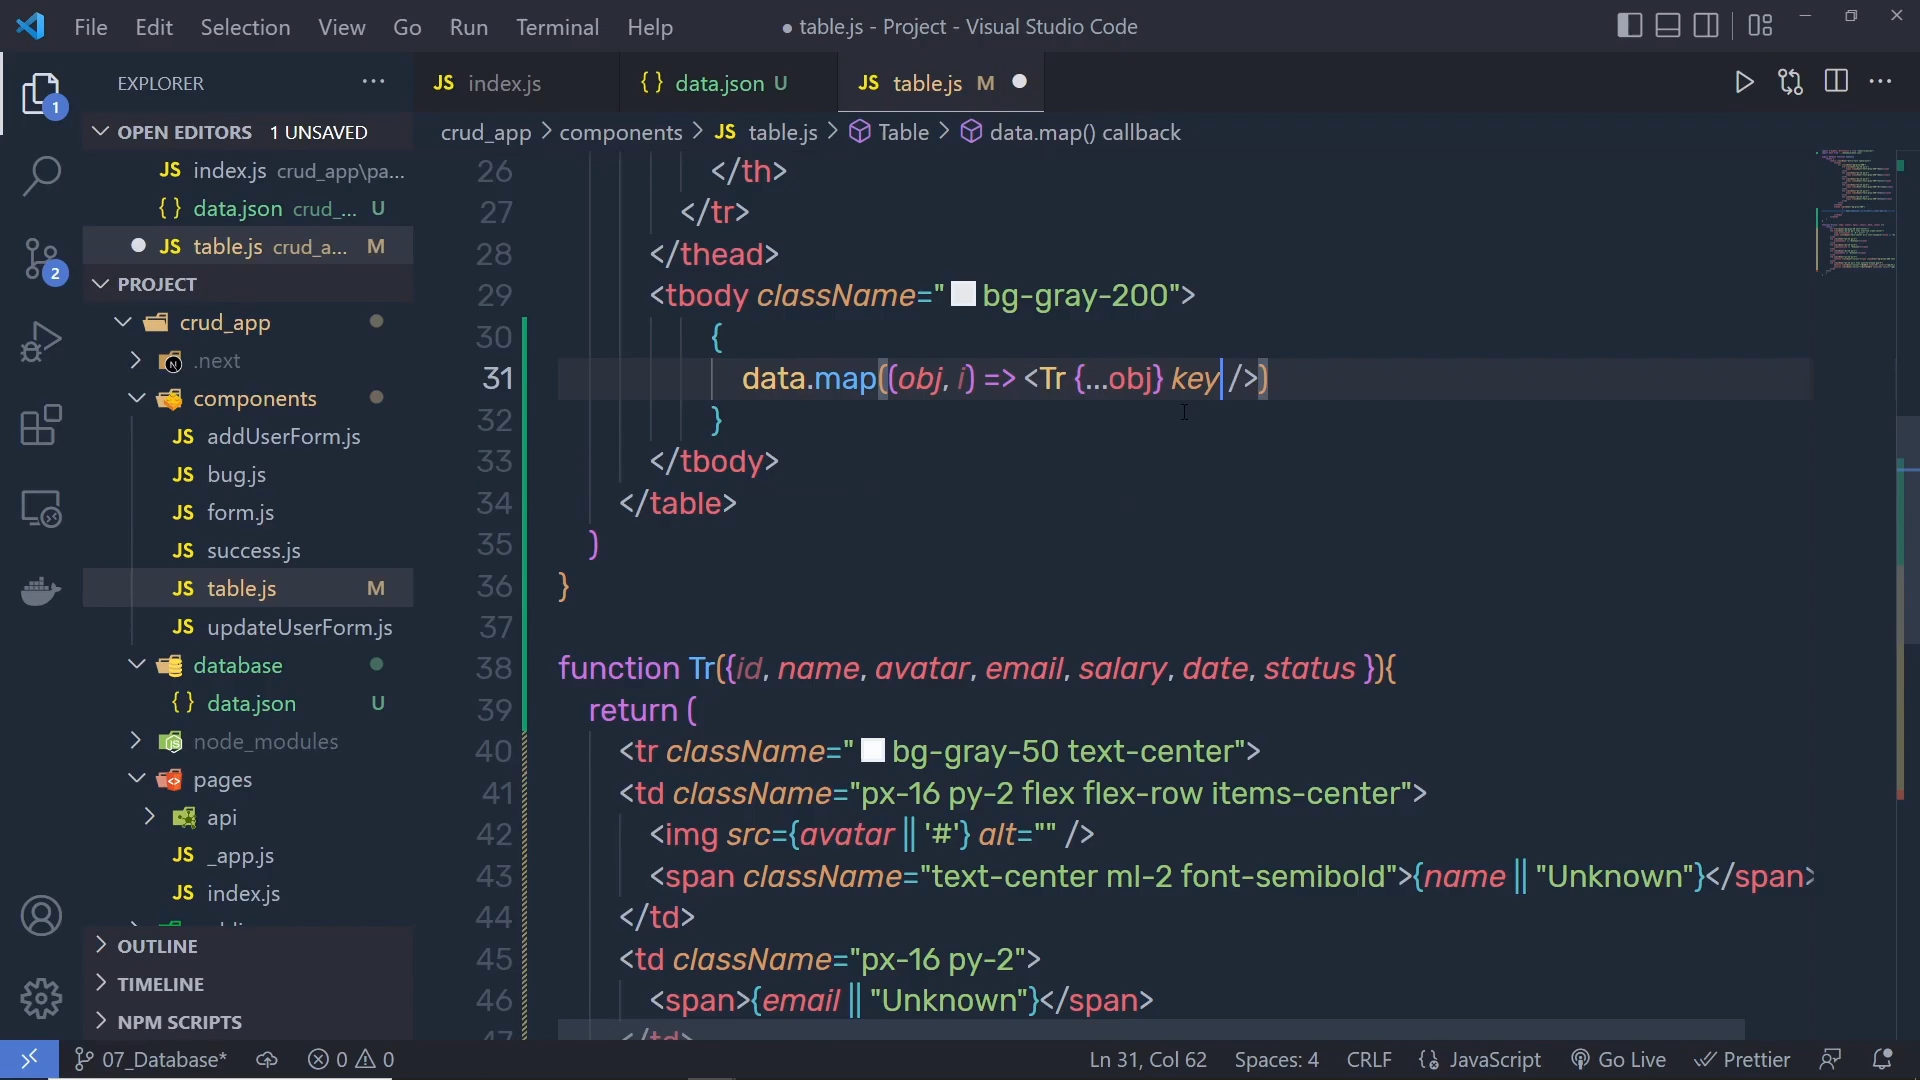 File Edit Selection View Go Run Terminal Help
● table.js - Project - Visual Studio Code
EXPLORER ···
JS index.js
{} data.json U
JS table.js M ●
1
OPEN EDITORS 1 UNSAVED
JS index.js crud_app\pa...
{} data.json crud_... U
● JS table.js crud_a... M
2
PROJECT
crud_app
.next
components
JS addUserForm.js
JS bug.js
JS form.js
JS success.js
JS table.js M
JS updateUserForm.js
database
{} data.json U
node_modules
pages
api
JS _app.js
JS index.js
OUTLINE
TIMELINE
NPM SCRIPTS
crud_app > components > JS table.js > Table > data.map() callback
26 </th>
27 </tr>
28 </thead>
29 <tbody className="bg-gray-200">
30 {
31 data.map((obj, i) => <Tr {...obj} key />)
32 }
33 </tbody>
34 </table>
35 )
36 }
37
38 function Tr({id, name, avatar, email, salary, date, status }){
39 return (
40 <tr className="bg-gray-50 text-center">
41 <td className="px-16 py-2 flex flex-row items-center">
42 <img src={avatar || '#'} alt="" />
43 <span className="text-center ml-2 font-semibold">{name || "Unknown"}</span>
44 </td>
45 <td className="px-16 py-2">
46 <span>{email || "Unknown"}</span>
47 </td>
07_Database* 0 0 Ln 31, Col 62 Spaces: 4 CRLF {} JavaScript Go Live Prettier